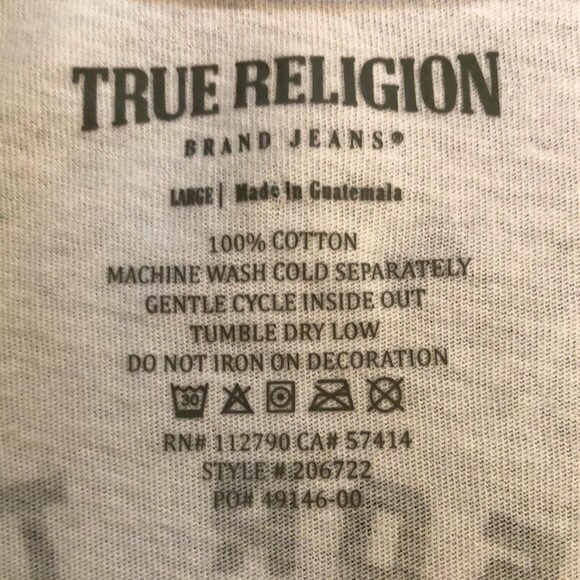 TRUE RELIGION
BRAND JEANS®
LARGE | Made in Guatemala
100% COTTON
MACHINE WASH COLD SEPARATELY
GENTLE CYCLE INSIDE OUT
TUMBLE DRY LOW
DO NOT IRON ON DECORATION
30
RN# 112790 CA# 57414
STYLE # 206722
PO# 49146-00